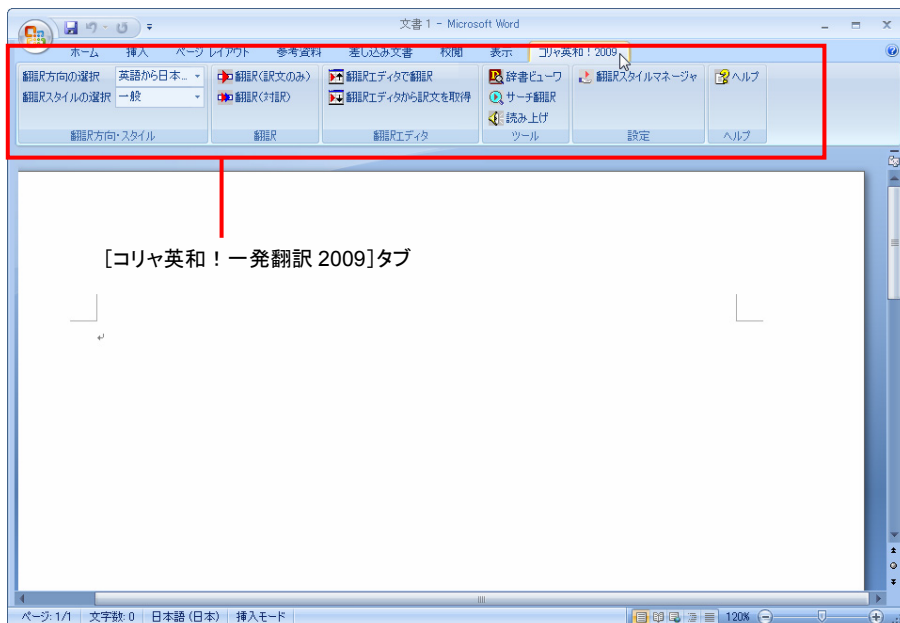 文書 1 - Microsoft Word
ホーム 挿入 ページ レイアウト 参考資料 差し込み文書 校閲 表示 コリャ英和！2009
翻訳方向の選択 英語から日本... 翻訳(訳文のみ) 翻訳エディタで翻訳 辞書ビューワ 翻訳スタイルマネージャ ヘルプ
翻訳スタイルの選択 一般 翻訳(対訳) 翻訳エディタから訳文を取得 サーチ翻訳
読み上げ
翻訳方向・スタイル 翻訳 翻訳エディタ ツール 設定 ヘルプ
[コリャ英和！一発翻訳 2009]タブ
ページ: 1/1 文字数: 0 日本語 (日本) 挿入モード 120%